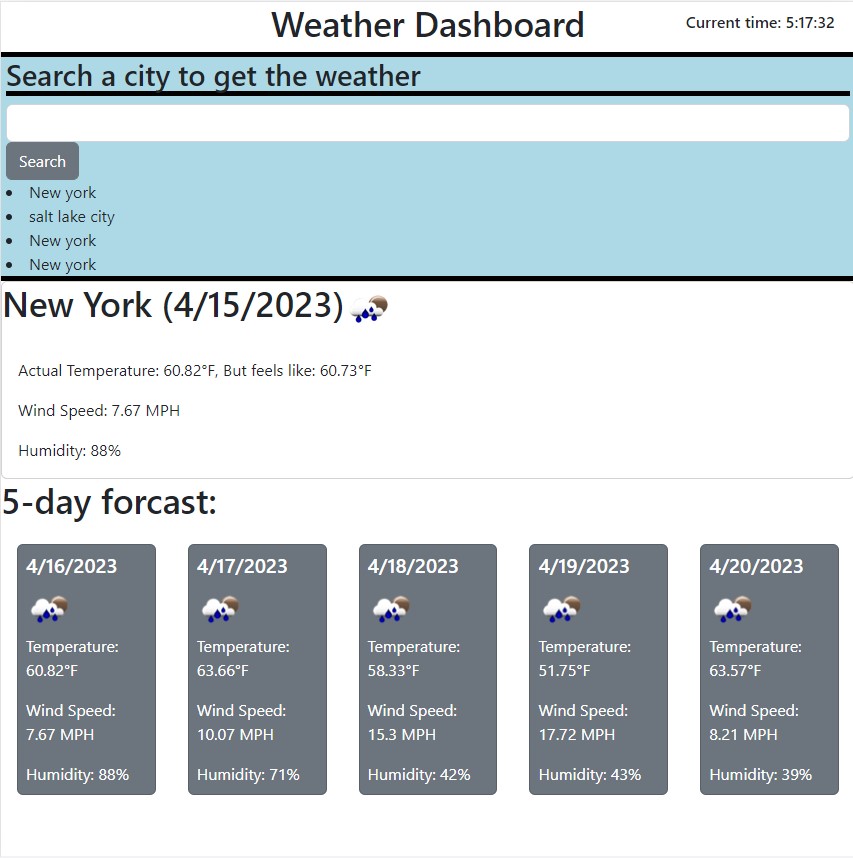 Weather Dashboard
Current time: 5:17:32
Search a city to get the weather
Search
New york
salt lake city
New york
New york
New York (4/15/2023)
Actual Temperature: 60.82°F, But feels like: 60.73°F
Wind Speed: 7.67 MPH
Humidity: 88%
5-day forcast:
4/16/2023
Temperature:
60.82°F
Wind Speed:
7.67 MPH
Humidity: 88%
4/17/2023
Temperature:
63.66°F
Wind Speed:
10.07 MPH
Humidity: 71%
4/18/2023
Temperature:
58.33°F
Wind Speed:
15.3 MPH
Humidity: 42%
4/19/2023
Temperature:
51.75°F
Wind Speed:
17.72 MPH
Humidity: 43%
4/20/2023
Temperature:
63.57°F
Wind Speed:
8.21 MPH
Humidity: 39%